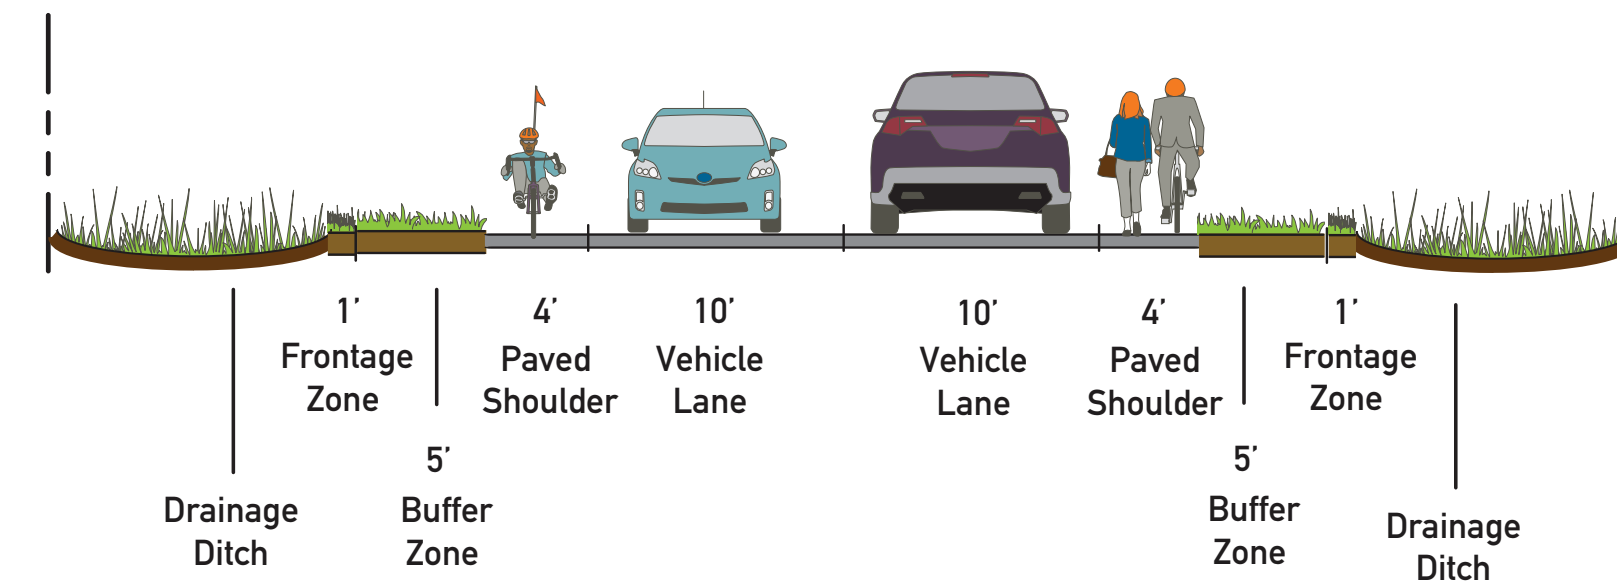 1’
Frontage
Zone
4’
Paved
Shoulder
10’
Vehicle
Lane
10’
Vehicle
Lane
4’
Paved
Shoulder
1’
Frontage
Zone
Drainage
Ditch
5’
Buffer
Zone
5’
Buffer
Zone
Drainage
Ditch